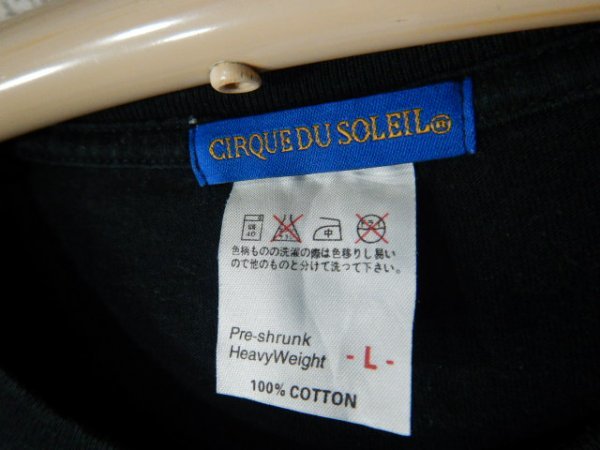 CIRQUE DU SOLEIL
40
中
色柄ものの洗濯の際は色移りし易い
ので他のものと分けて洗って下さい。
Pre-shrunk
HeavyWeight
- L -
100% COTTON